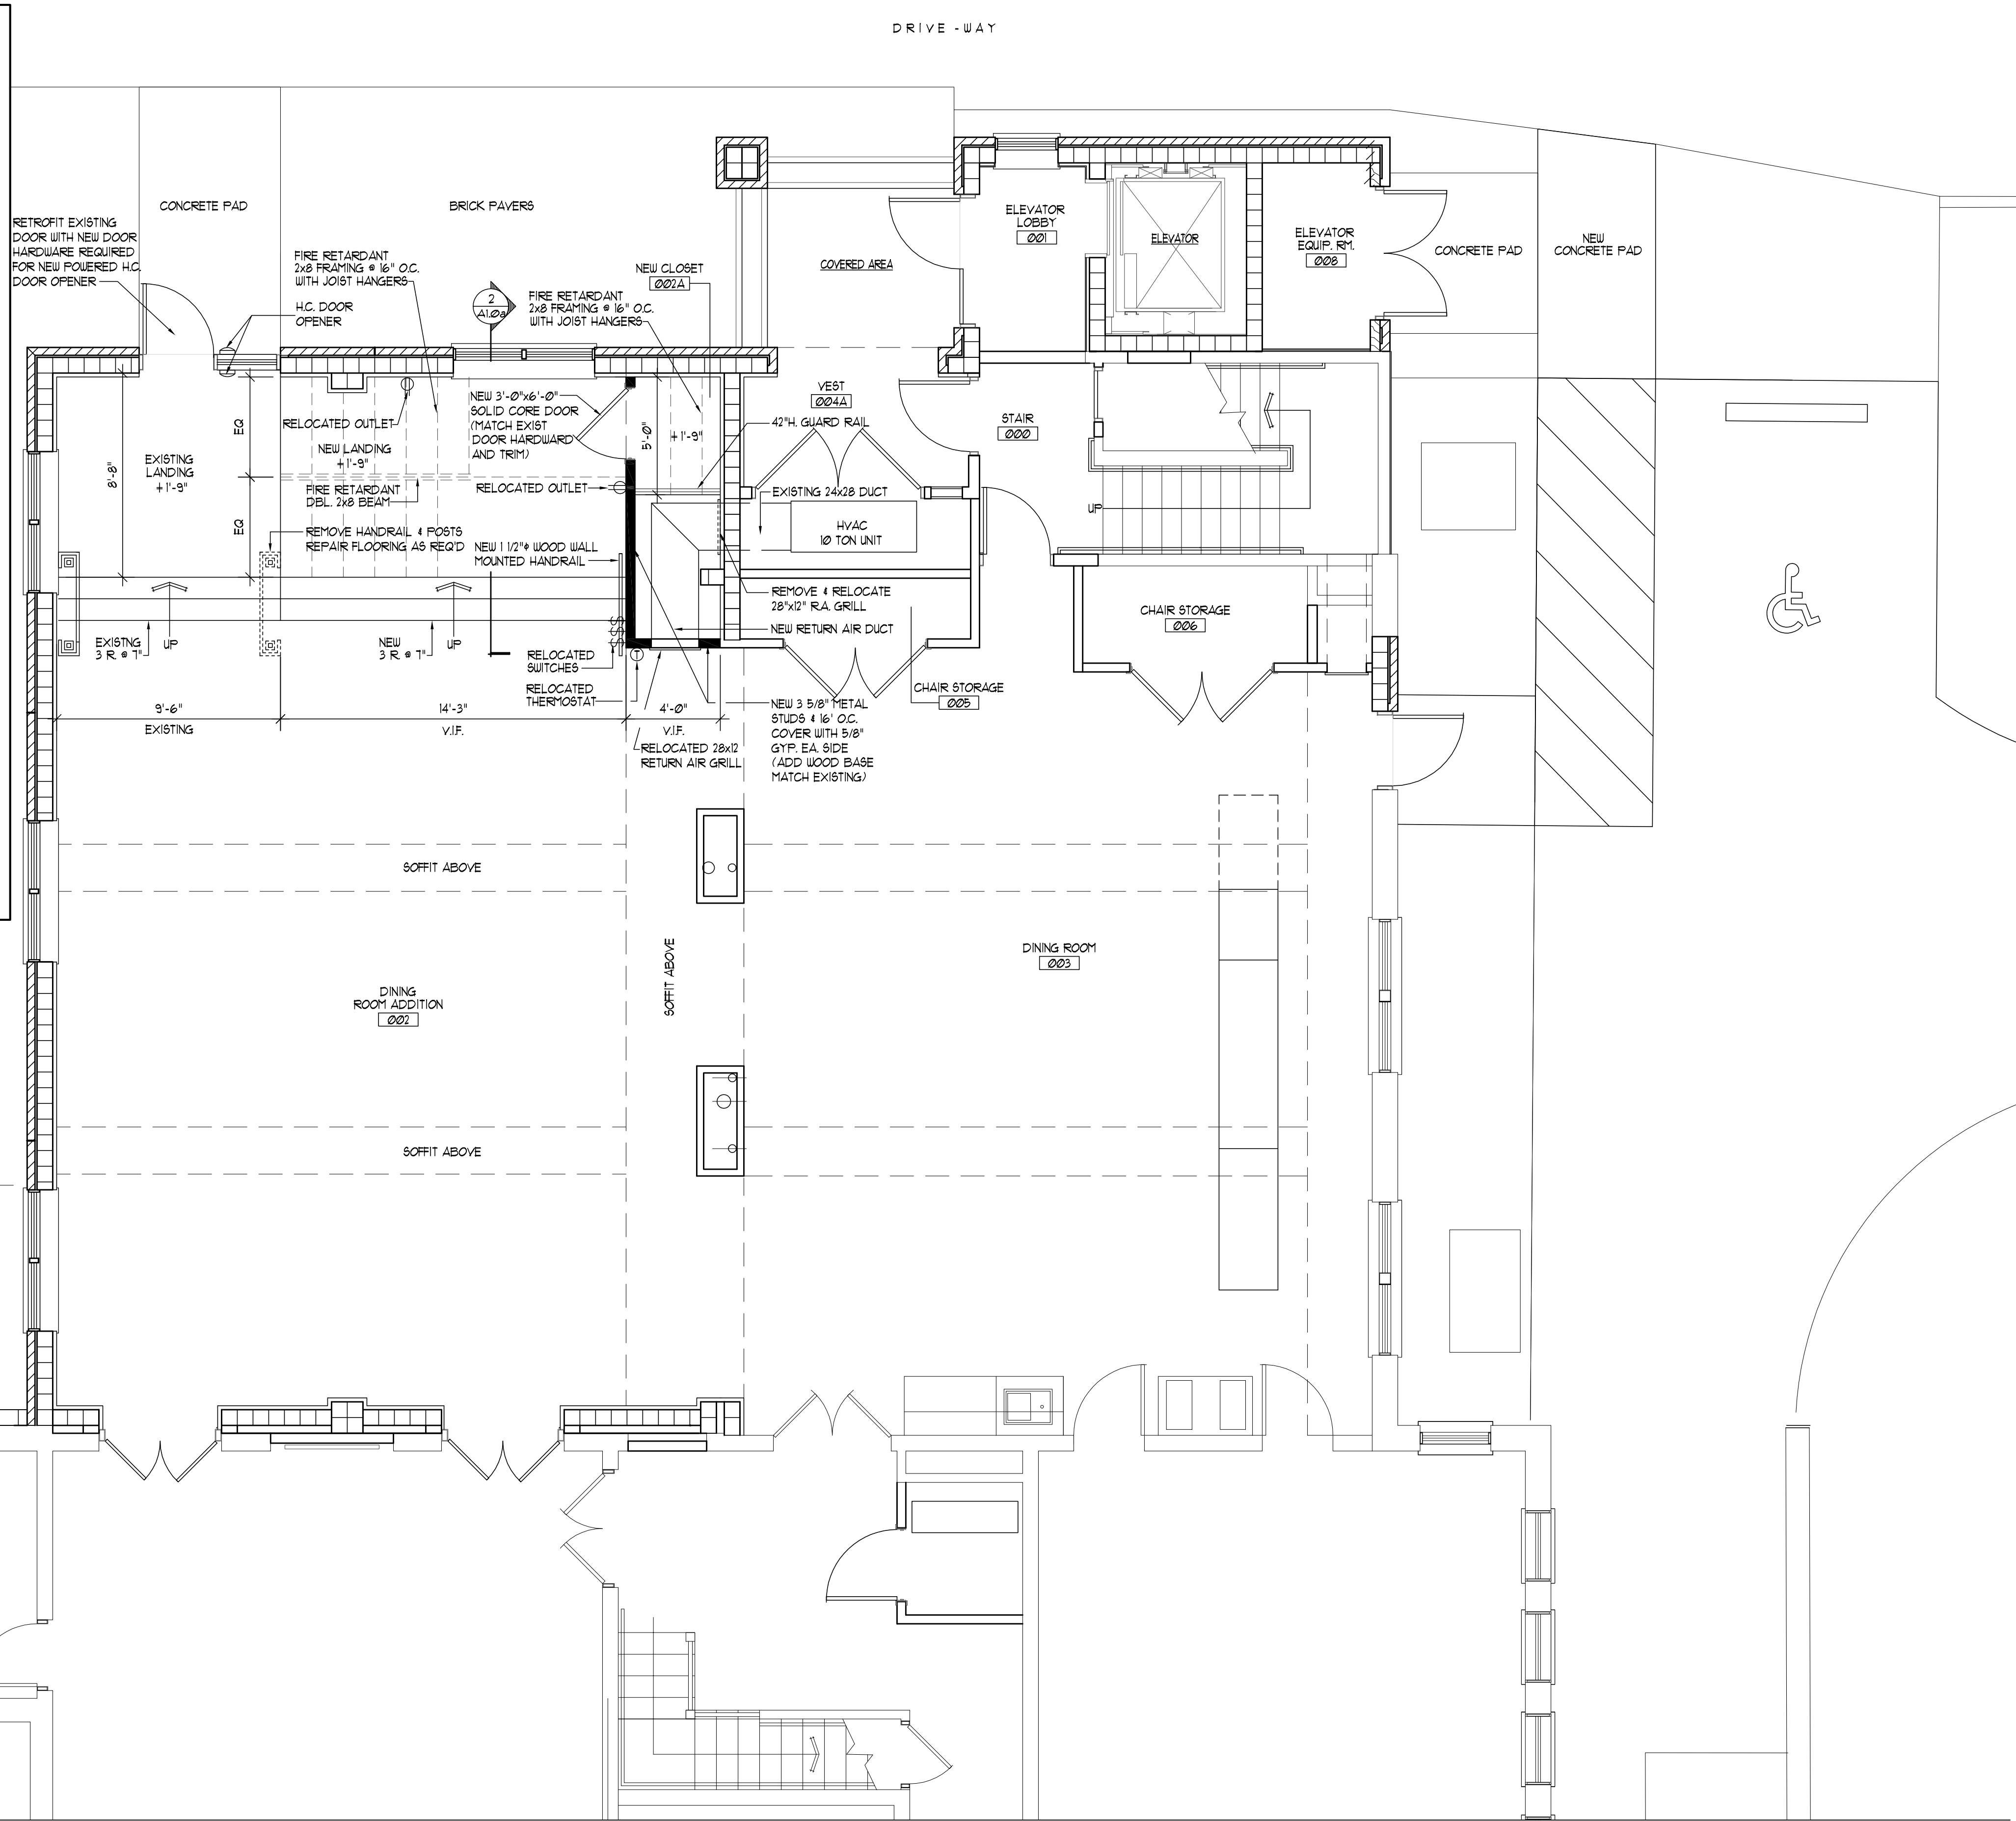 DRIVE -WAY
CONCRETE PAD
BRICK PAVERS
RETROFIT EXISTING
DOOR WITH NEW DOOR
HARDWARE REQUIRED
FOR NEW POWERED H.C.
DOOR OPENER
FIRE RETARDANT
2x8 FRAMING @ 16" O.C.
WITH JOIST HANGERS
H.C. DOOR
OPENER
2
A1.0a
FIRE RETARDANT
2x8 FRAMING @ 16" O.C.
WITH JOIST HANGERS
NEW CLOSET
002A
COVERED AREA
ELEVATOR
LOBBY
001
ELEVATOR
ELEVATOR
EQUIP. RM.
008
CONCRETE PAD
NEW
CONCRETE PAD
8'-8"
EXISTING
LANDING
+1'-9"
EQ
EQ
RELOCATED OUTLET
NEW LANDING
+1'-9"
FIRE RETARDANT
DBL. 2x8 BEAM
REMOVE HANDRAIL & POSTS
REPAIR FLOORING AS REQ'D
NEW 3'-0"x6'-0"
SOLID CORE DOOR
(MATCH EXIST
DOOR HARDWARD
AND TRIM)
RELOCATED OUTLET
NEW 1 1/2"φ WOOD WALL
MOUNTED HANDRAIL
5'-0"
+1'-9"
42"H. GUARD RAIL
VEST
004A
STAIR
000
EXISTING 24x28 DUCT
HVAC
10 TON UNIT
UP
REMOVE & RELOCATE
28"x12" R.A. GRILL
NEW RETURN AIR DUCT
CHAIR STORAGE
006
EXISTNG
3 R. @ 7"
UP
NEW
3 R. @ 7"
UP
RELOCATED
SWITCHES
T
RELOCATED
THERMOSTAT
CHAIR STORAGE
005
9'-6"
EXISTING
14'-3"
V.I.F.
4'-0"
V.I.F.
RELOCATED 28x12
RETURN AIR GRILL
NEW 3 5/8" METAL
STUDS & 16' O.C.
COVER WITH 5/8"
GYP. EA. SIDE
(ADD WOOD BASE
MATCH EXISTING)
SOFFIT ABOVE
SOFFIT ABOVE
DINING ROOM
003
DINING
ROOM ADDITION
002
SOFFIT ABOVE